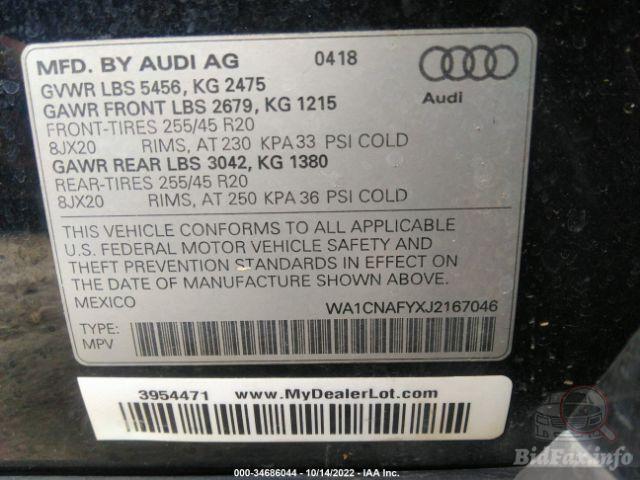 MFD. BY AUDI AG 0418
GVWR LBS 5456, KG 2475
GAWR FRONT LBS 2679, KG 1215
Audi
FRONT-TIRES 255/45 R20
8JX20 RIMS, AT 230 KPA 33 PSI COLD
GAWR REAR LBS 3042, KG 1380
REAR-TIRES 255/45 R20
8JX20 RIMS, AT 250 KPA 36 PSI COLD
THIS VEHICLE CONFORMS TO ALL APPLICABLE
U.S. FEDERAL MOTOR VEHICLE SAFETY AND
THEFT PREVENTION STANDARDS IN EFFECT ON
THE DATE OF MANUFACTURE SHOWN ABOVE.
MEXICO WA1CNAFYXJ2167046
TYPE:
MPV
3954471 www.MyDealerLot.com
BidFax.info
000-34686044 - 10/14/2022 - IAA Inc.